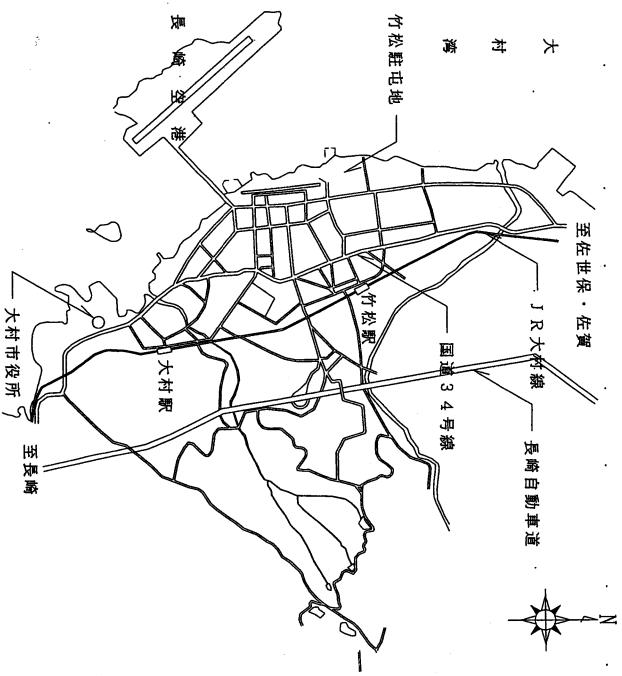 大村湾
竹松駐屯地
長崎空港
至佐世保・佐賀
JR大村線
竹松駅
国道34号線
長崎自動車道
大村駅
大村市役所
至長崎
N